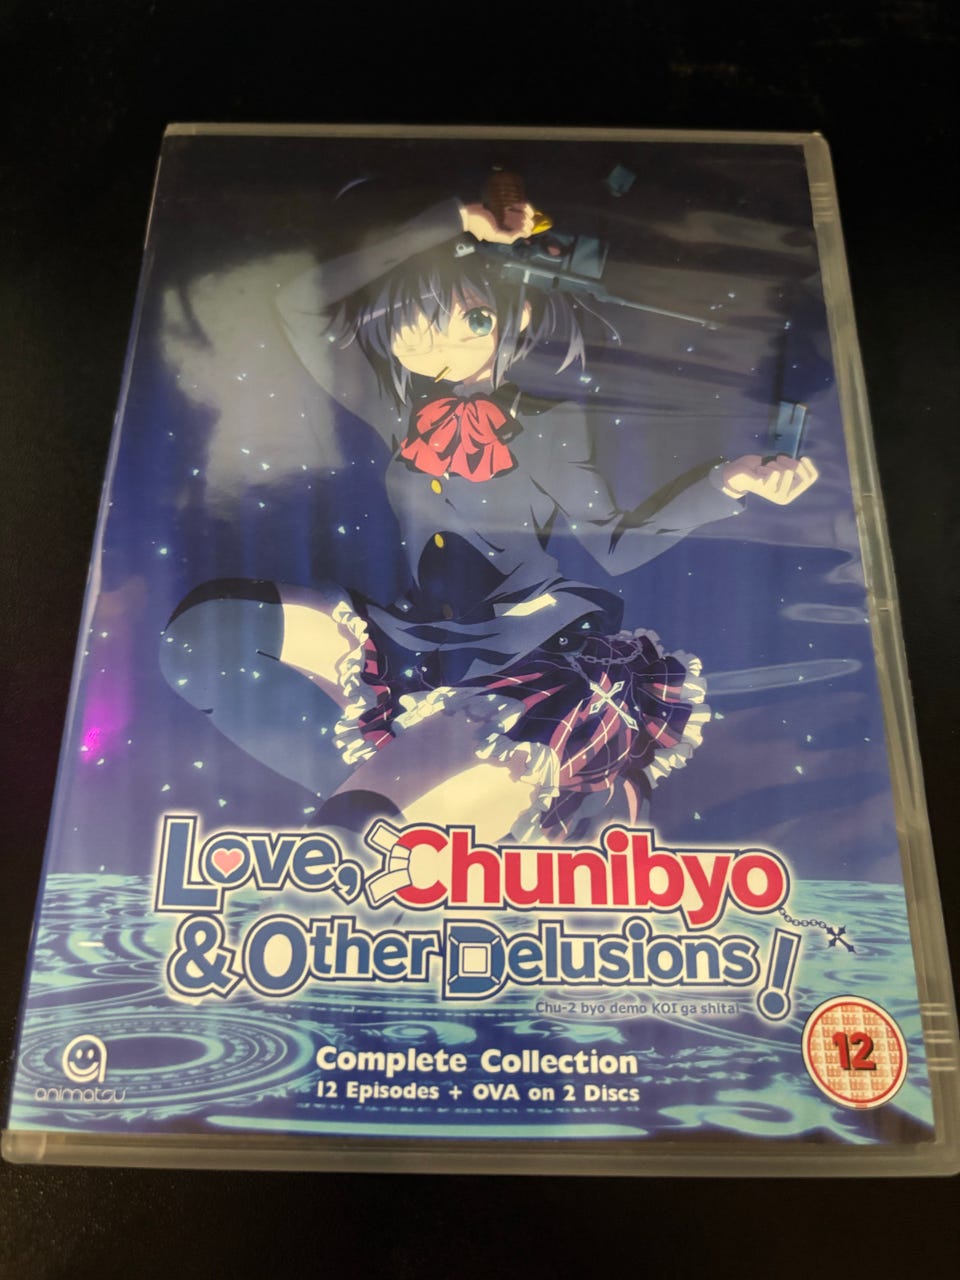 Love, Chunibyo
& Other Delusions!
Chu-2 byo demo KOI ga shitai
Complete Collection
12 Episodes + OVA on 2 Discs
animatsu
12